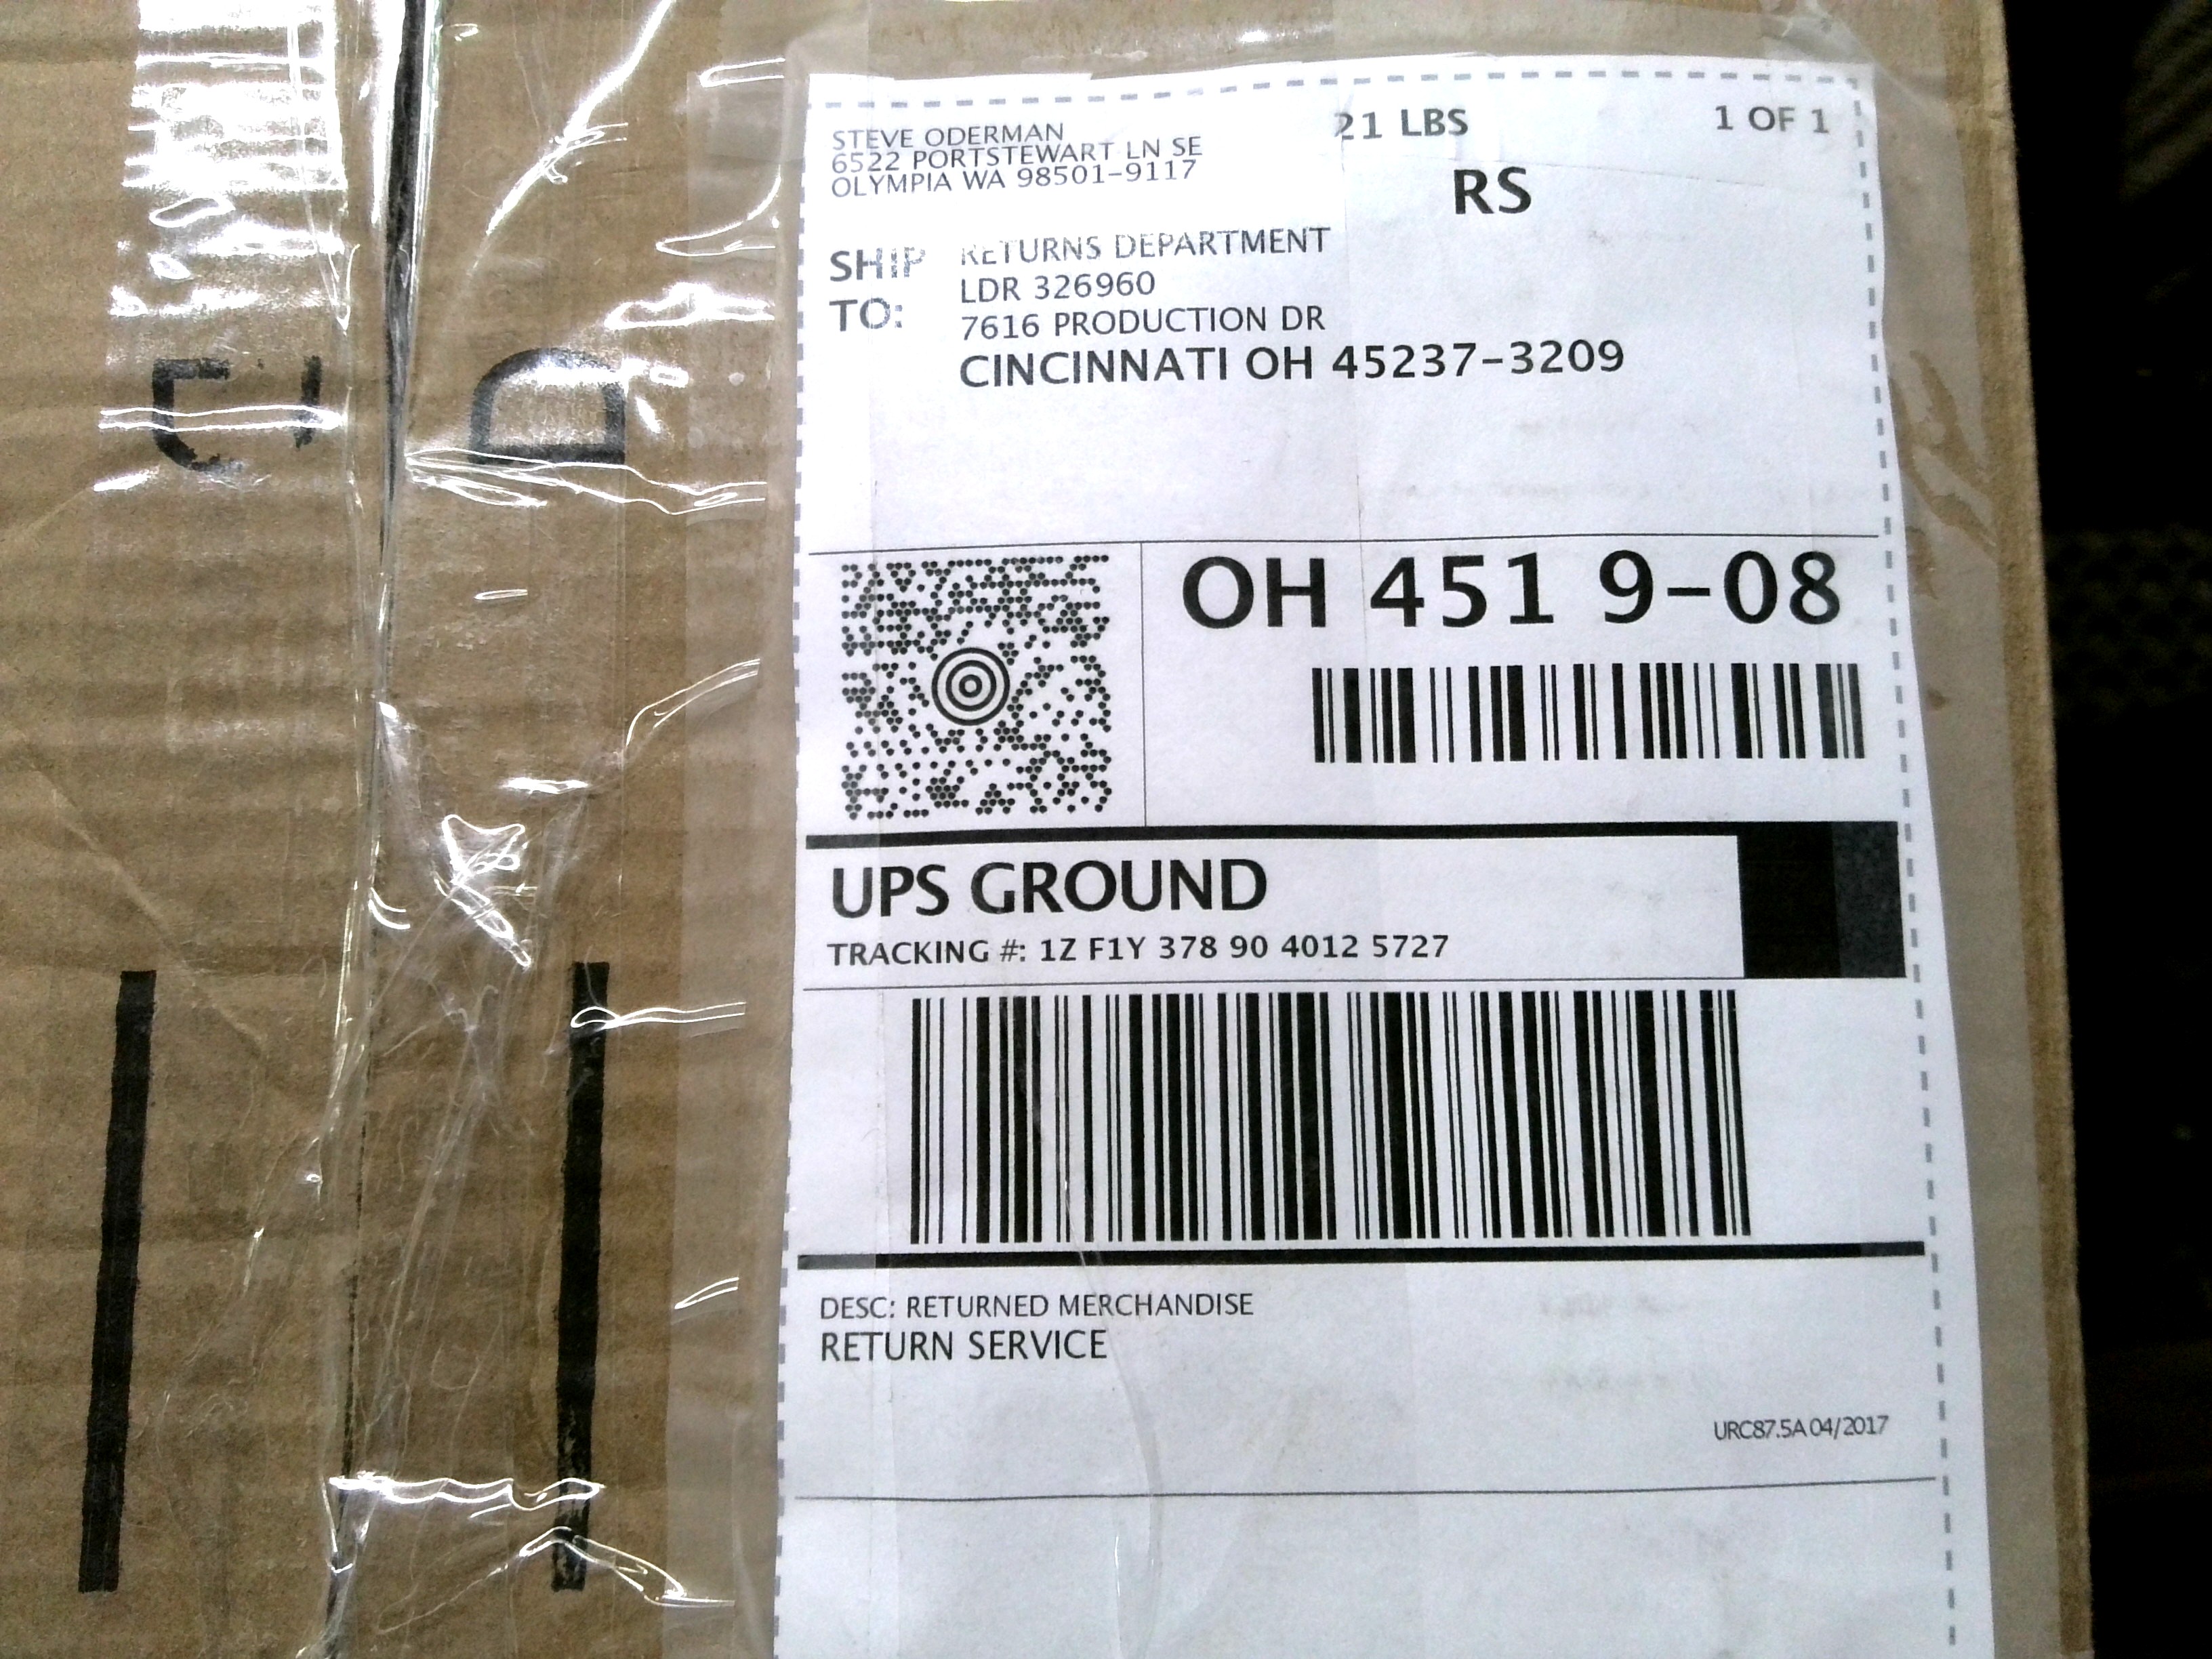 STEVE ODERMAN
6522 PORTSTEWART LN SE
OLYMPIA WA 98501-9117
21 LBS
1 OF 1
RS
SHIP TO:
RETURNS DEPARTMENT
LDR 326960
7616 PRODUCTION DR
CINCINNATI OH 45237-3209
OH 451 9-08
UPS GROUND
TRACKING #: 1Z F1Y 378 90 4012 5727
DESC: RETURNED MERCHANDISE
RETURN SERVICE
URC87.5A 04/2017